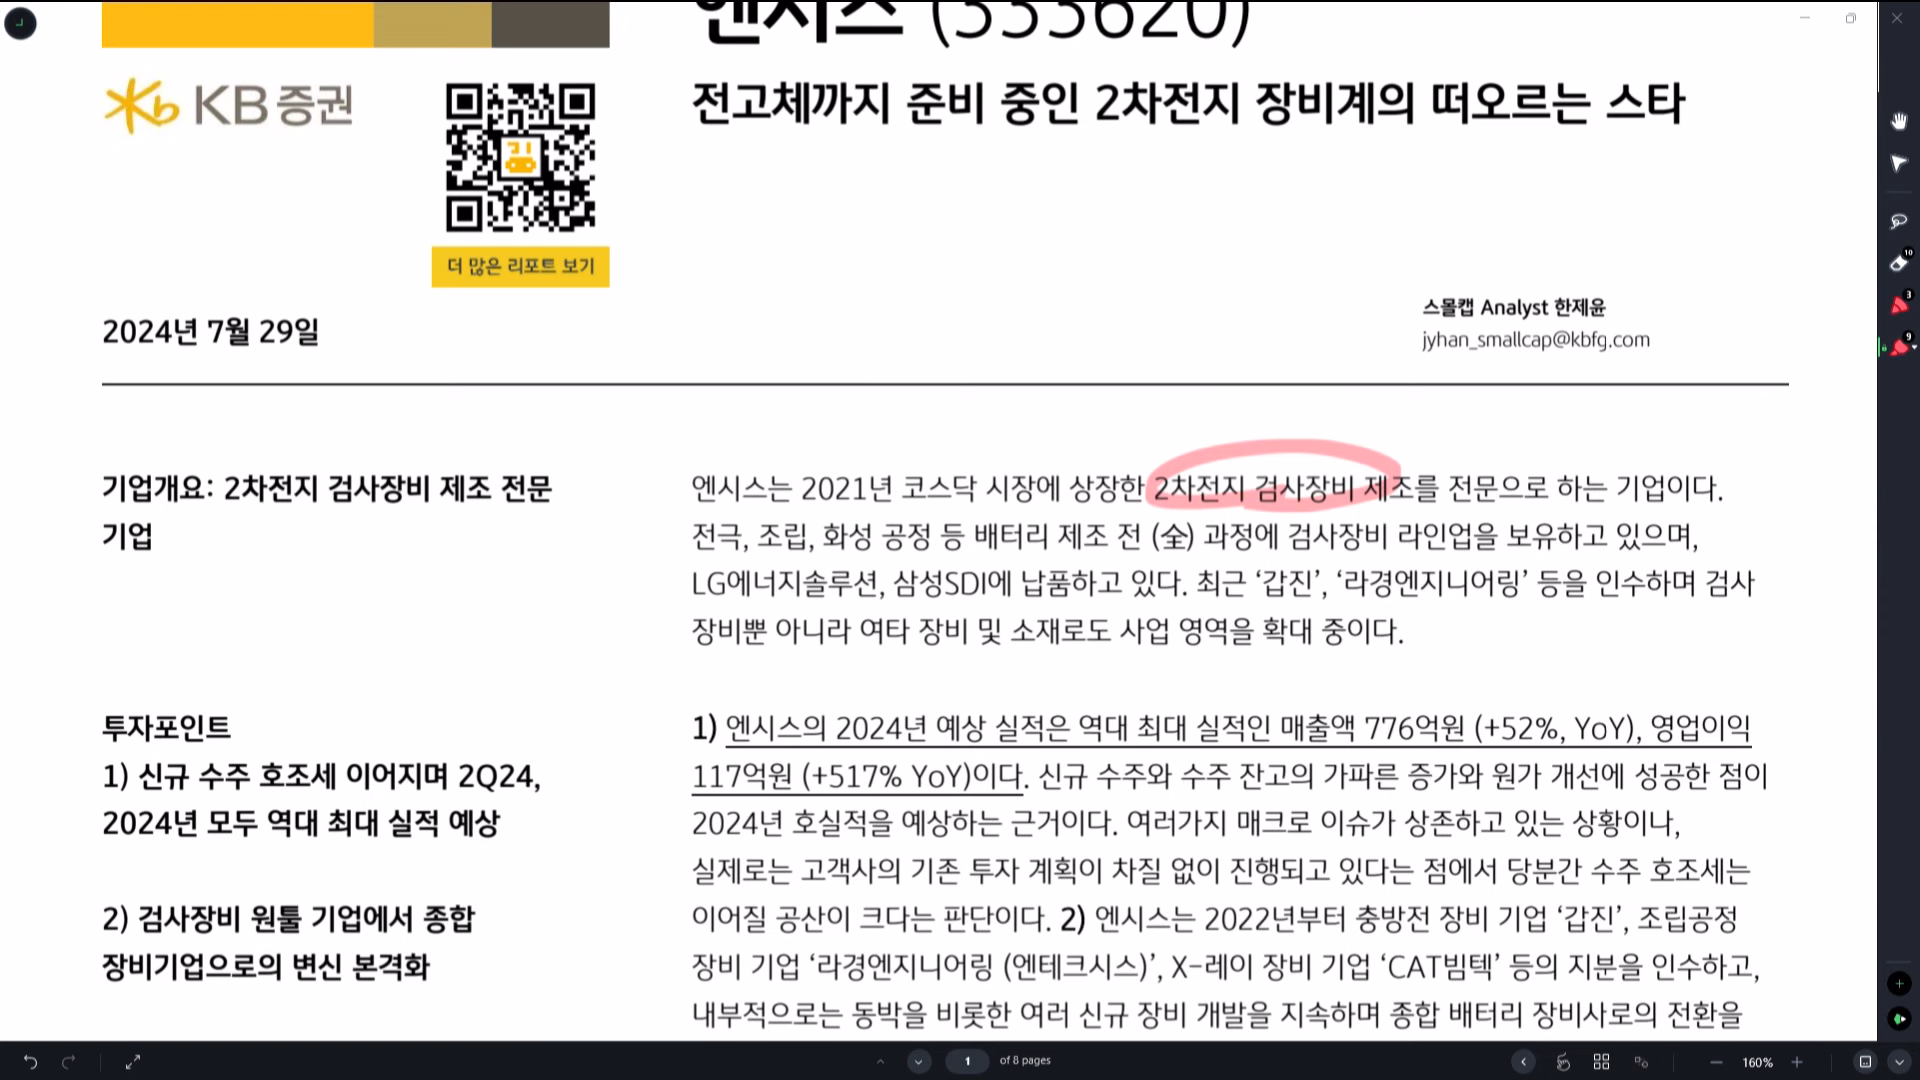 엔시스 (333620)
KB증권
전고체까지 준비 중인 2차전지 장비계의 떠오르는 스타
더 많은 리포트 보기
2024년 7월 29일
스몰캡 Analyst 한제윤
jyhan_smallcap@kbfg.com
기업개요: 2차전지 검사장비 제조 전문
기업
엔시스는 2021년 코스닥 시장에 상장한 2차전지 검사장비 제조를 전문으로 하는 기업이다.
전극, 조립, 화성 공정 등 배터리 제조 전 (全) 과정에 검사장비 라인업을 보유하고 있으며,
LG에너지솔루션, 삼성SDI에 납품하고 있다. 최근 ‘갑진’, ‘라경엔지니어링’ 등을 인수하며 검사
장비뿐 아니라 여타 장비 및 소재로도 사업 영역을 확대 중이다.
투자포인트
1) 신규 수주 호조세 이어지며 2Q24,
2024년 모두 역대 최대 실적 예상
2) 검사장비 원툴 기업에서 종합
장비기업으로의 변신 본격화
1) 엔시스의 2024년 예상 실적은 역대 최대 실적인 매출액 776억원 (+52%, YoY), 영업이익
117억원 (+517% YoY)이다. 신규 수주와 수주 잔고의 가파른 증가와 원가 개선에 성공한 점이
2024년 호실적을 예상하는 근거이다. 여러가지 매크로 이슈가 상존하고 있는 상황이나,
실제로는 고객사의 기존 투자 계획이 차질 없이 진행되고 있다는 점에서 당분간 수주 호조세는
이어질 공산이 크다는 판단이다. 2) 엔시스는 2022년부터 충방전 장비 기업 ‘갑진’, 조립공정
장비 기업 ‘라경엔지니어링 (엔테크시스)’, X-레이 장비 기업 ‘CAT빔텍’ 등의 지분을 인수하고,
내부적으로는 동박을 비롯한 여러 신규 장비 개발을 지속하며 종합 배터리 장비사로의 전환을
10
3
9
1 of 8 pages
160%